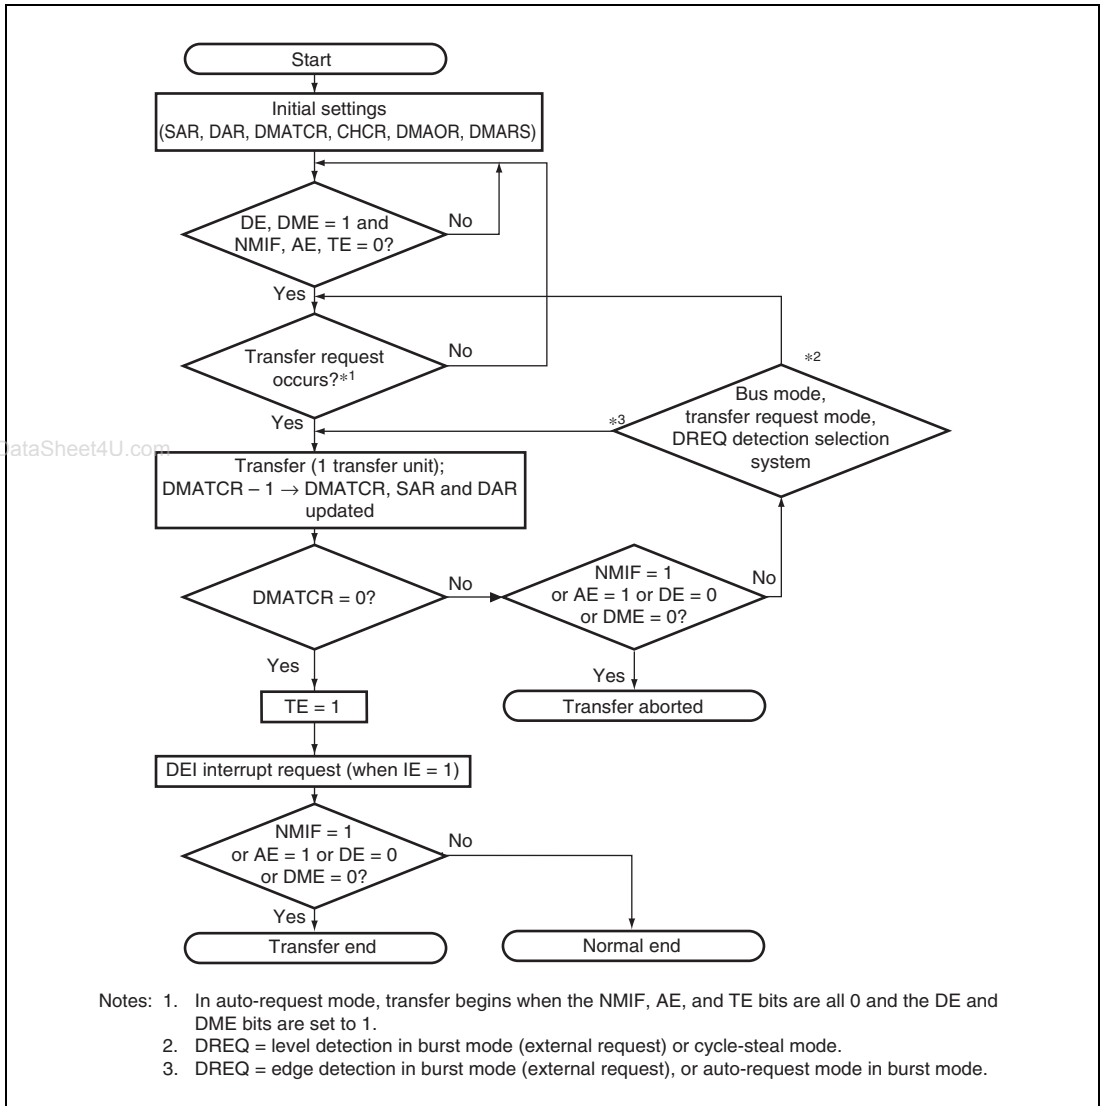 Start
Initial settings
(SAR, DAR, DMATCR, CHCR, DMAOR, DMARS)
DE, DME = 1 and
NMIF, AE, TE = 0?
No
Yes
Transfer request
occurs?*1
No
Yes
*2
Bus mode,
transfer request mode,
DREQ detection selection
system
*3
DataSheet4U.com
Transfer (1 transfer unit);
DMATCR – 1 → DMATCR, SAR and DAR
updated
DMATCR = 0?
No
NMIF = 1
or AE = 1 or DE = 0
or DME = 0?
No
Yes
Yes
Transfer aborted
TE = 1
DEI interrupt request (when IE = 1)
NMIF = 1
or AE = 1 or DE = 0
or DME = 0?
No
Yes
Transfer end
Normal end
Notes: 1. In auto-request mode, transfer begins when the NMIF, AE, and TE bits are all 0 and the DE and
DME bits are set to 1.
2. DREQ = level detection in burst mode (external request) or cycle-steal mode.
3. DREQ = edge detection in burst mode (external request), or auto-request mode in burst mode.